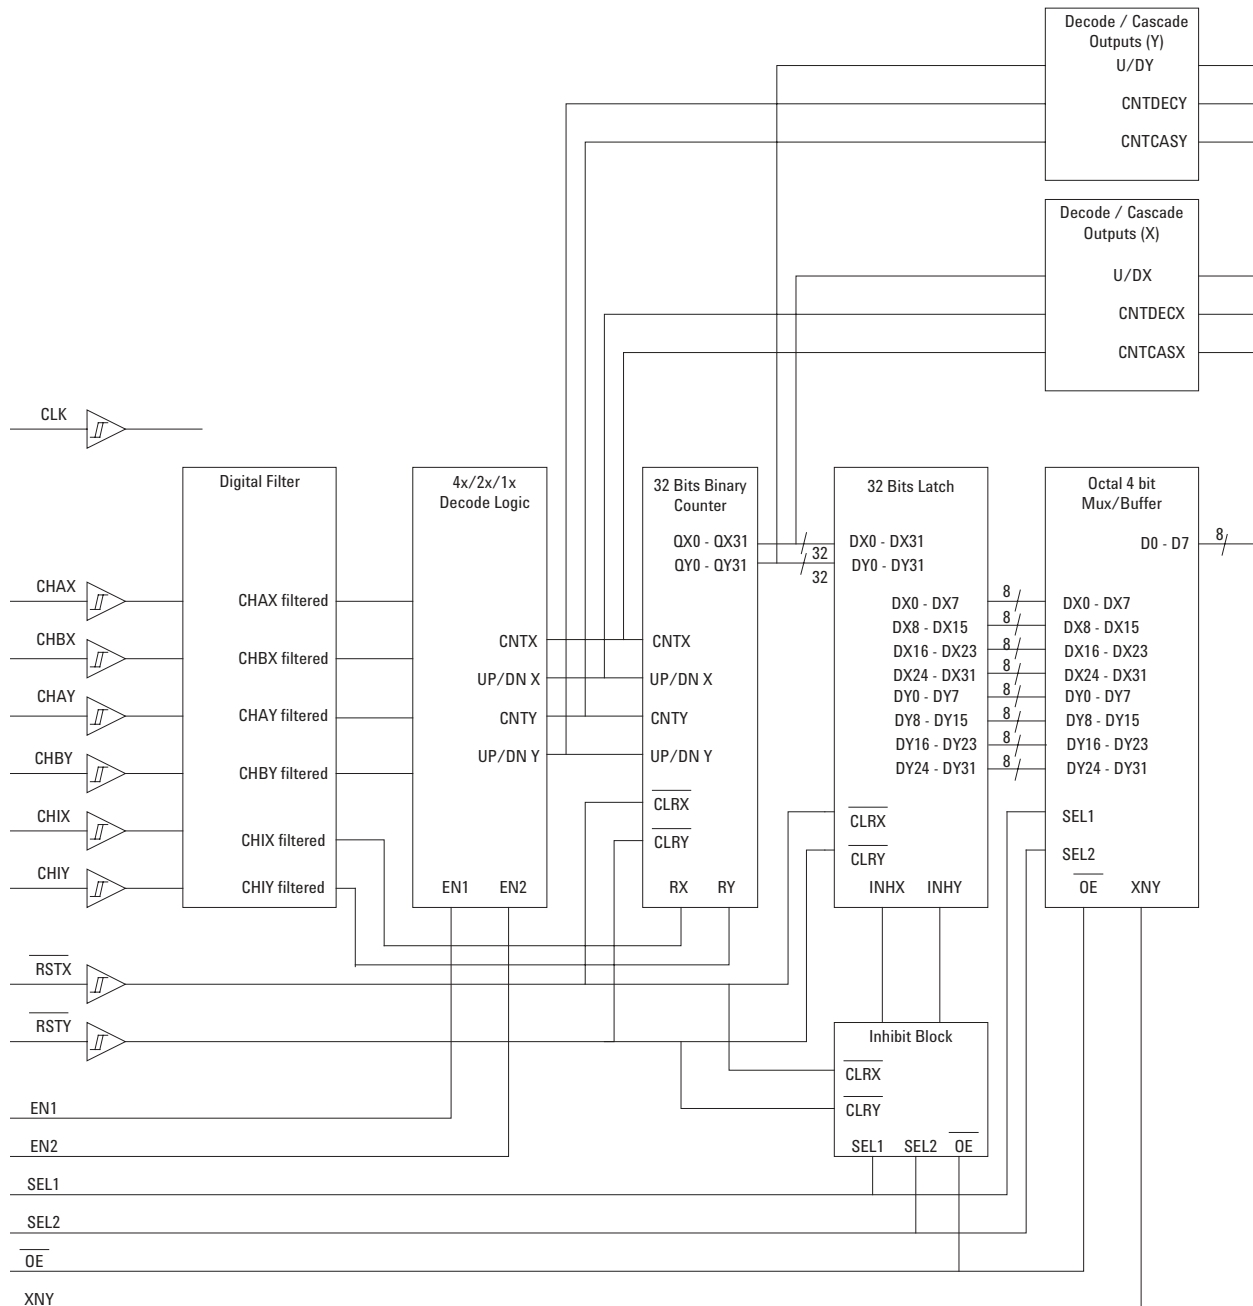 Decode / Cascade
Outputs (Y)
U/DY
CNTDECY
CNTCASY
Decode / Cascade
Outputs (X)
U/DX
CNTDECX
CNTCASX
CLK
Digital Filter
CHAX
CHBX
CHAY
CHBY
CHIX
CHIY
CHAX filtered
CHBX filtered
CHAY filtered
CHBY filtered
CHIX filtered
CHIY filtered
4x/2x/1x
Decode Logic
CNTX
UP/DN X
CNTY
UP/DN Y
EN1 EN2
32 Bits Binary
Counter
QX0 - QX31
QY0 - QY31
32
32
CNTX
UP/DN X
CNTY
UP/DN Y
CLRX
CLRY
RX RY
32 Bits Latch
DX0 - DX31
DY0 - DY31
DX0 - DX7
DX8 - DX15
DX16 - DX23
DX24 - DX31
DY0 - DY7
DY8 - DY15
DY16 - DY23
DY24 - DY31
CLRX
CLRY
INHX INHY
8
8
8
8
8
8
8
8
Octal 4 bit
Mux/Buffer
D0 - D7
8
DX0 - DX7
DX8 - DX15
DX16 - DX23
DX24 - DX31
DY0 - DY7
DY8 - DY15
DY16 - DY23
DY24 - DY31
SEL1
SEL2
OE XNY
RSTX
RSTY
Inhibit Block
CLRX
CLRY
SEL1 SEL2 OE
EN1
EN2
SEL1
SEL2
OE
XNY